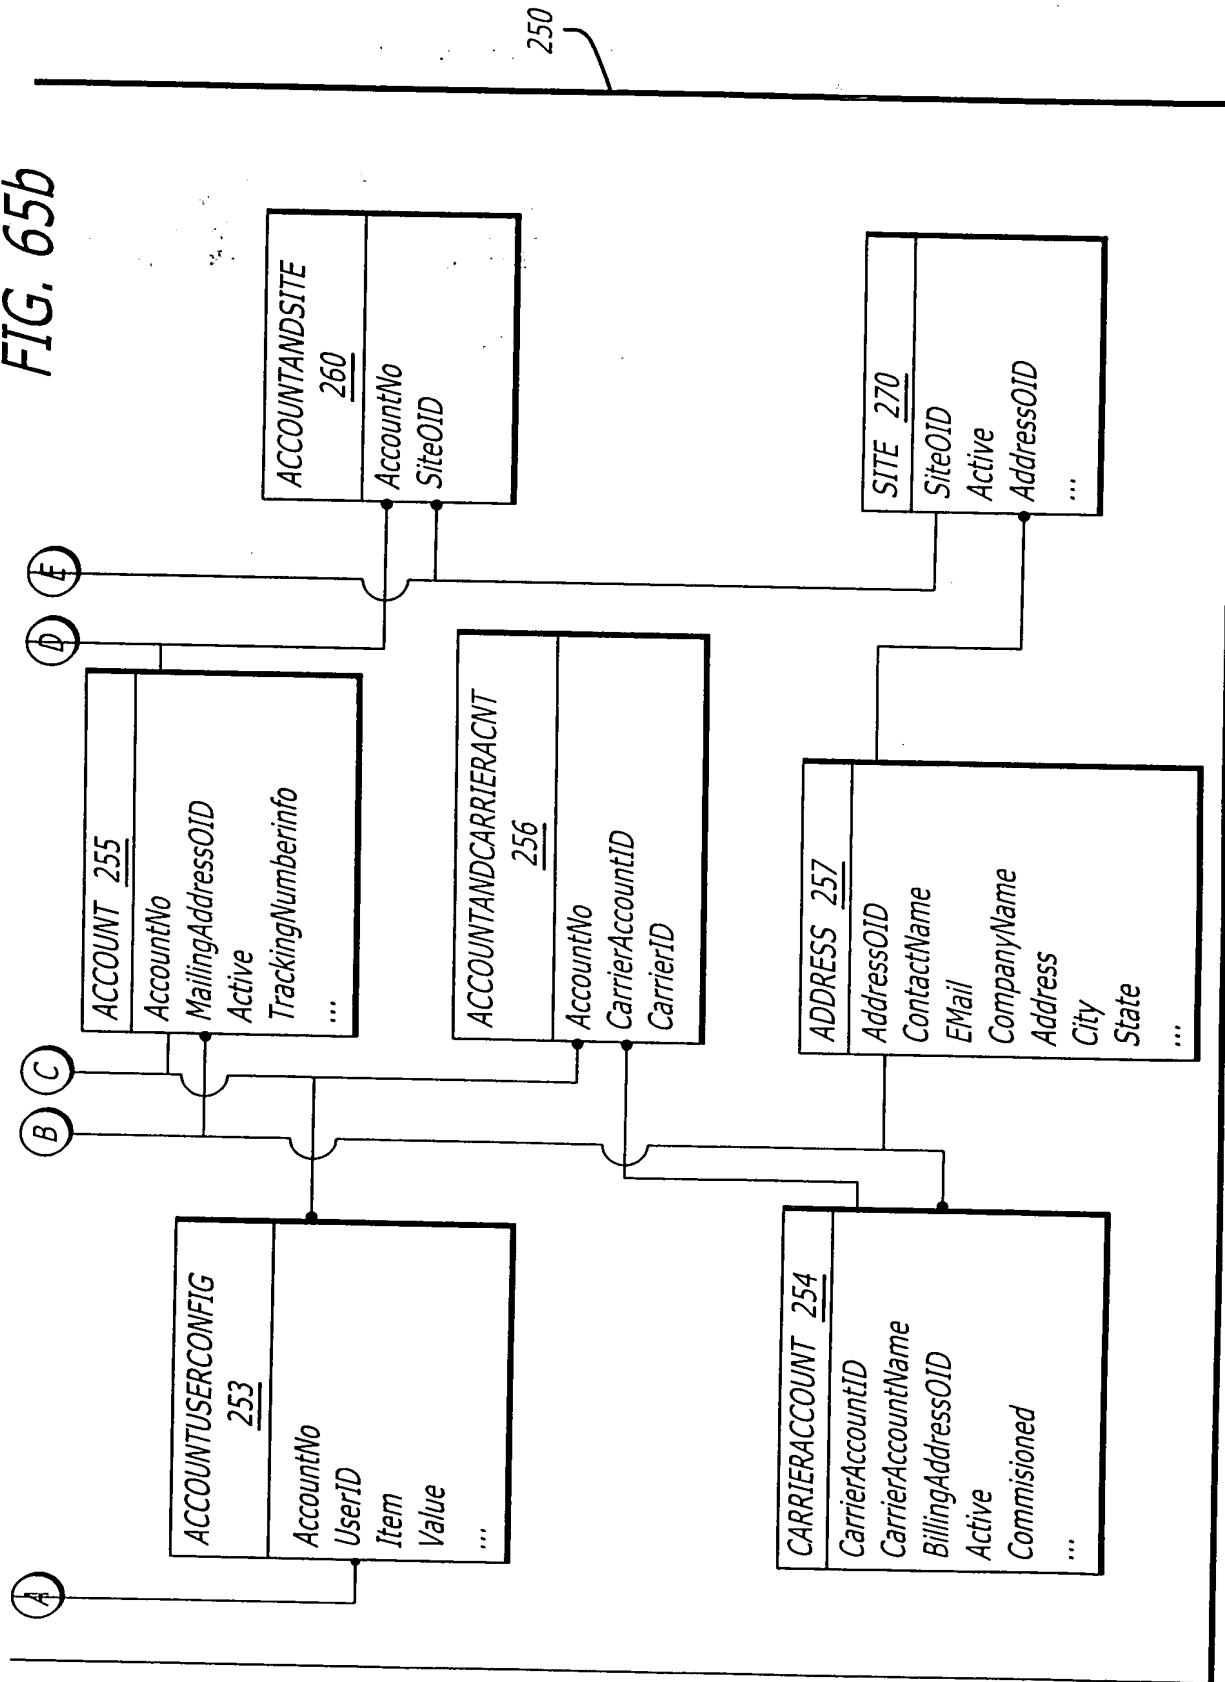 FIG. 65b
A
B
C
D
E
ACCOUNTUSERCONFIG
253
AccountNo
UserID
Item
Value
...
ACCOUNT 255
AccountNo
MailingAddressOID
Active
TrackingNumberinfo
...
ACCOUNTANDSITE
260
AccountNo
SiteOID
ACCOUNTANDCARRIERACNT
256
AccountNo
CarrierAccountID
CarrierID
CARRIERACCOUNT 254
CarrierAccountID
CarrierAccountName
BillingAddressOID
Active
Commisioned
...
ADDRESS 257
AddressOID
ContactName
EMail
CompanyName
Address
City
State
...
SITE 270
SiteOID
Active
AddressOID
...
250